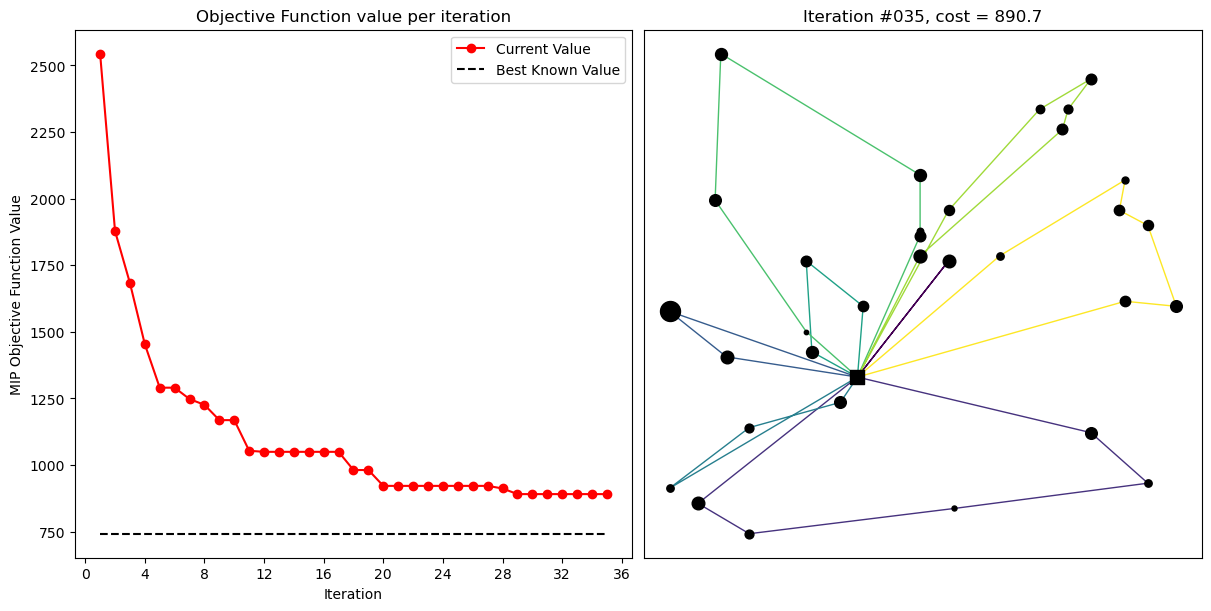 Objective Function value per iteration
Current Value
Best Known Value
2500
2250
2000
1750
1500
1250
1000
750
MIP Objective Function Value
0 4 8 12 16 20 24 28 32 36
Iteration
Iteration #035, cost = 890.7